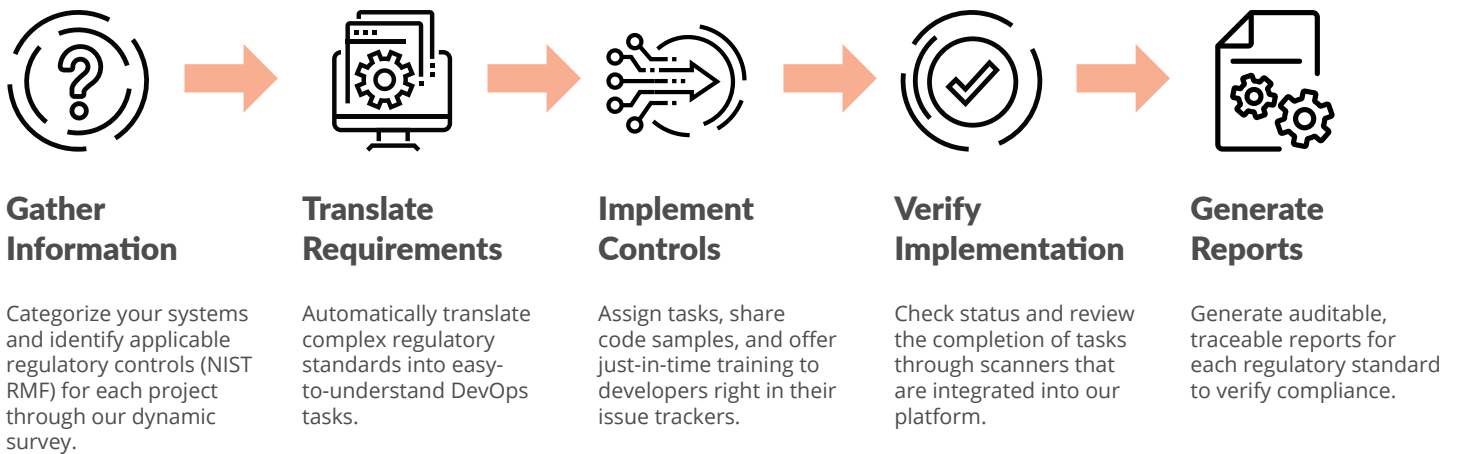 Gather
Information
Categorize your systems
and identify applicable
regulatory controls (NIST
RMF) for each project
through our dynamic
survey.
Translate
Requirements
Automatically translate
complex regulatory
standards into easy-
to-understand DevOps
tasks.
Implement
Controls
Assign tasks, share
code samples, and offer
just-in-time training to
developers right in their
issue trackers.
Verify
Implementation
Check status and review
the completion of tasks
through scanners that
are integrated into our
platform.
Generate
Reports
Generate auditable,
traceable reports for
each regulatory standard
to verify compliance.